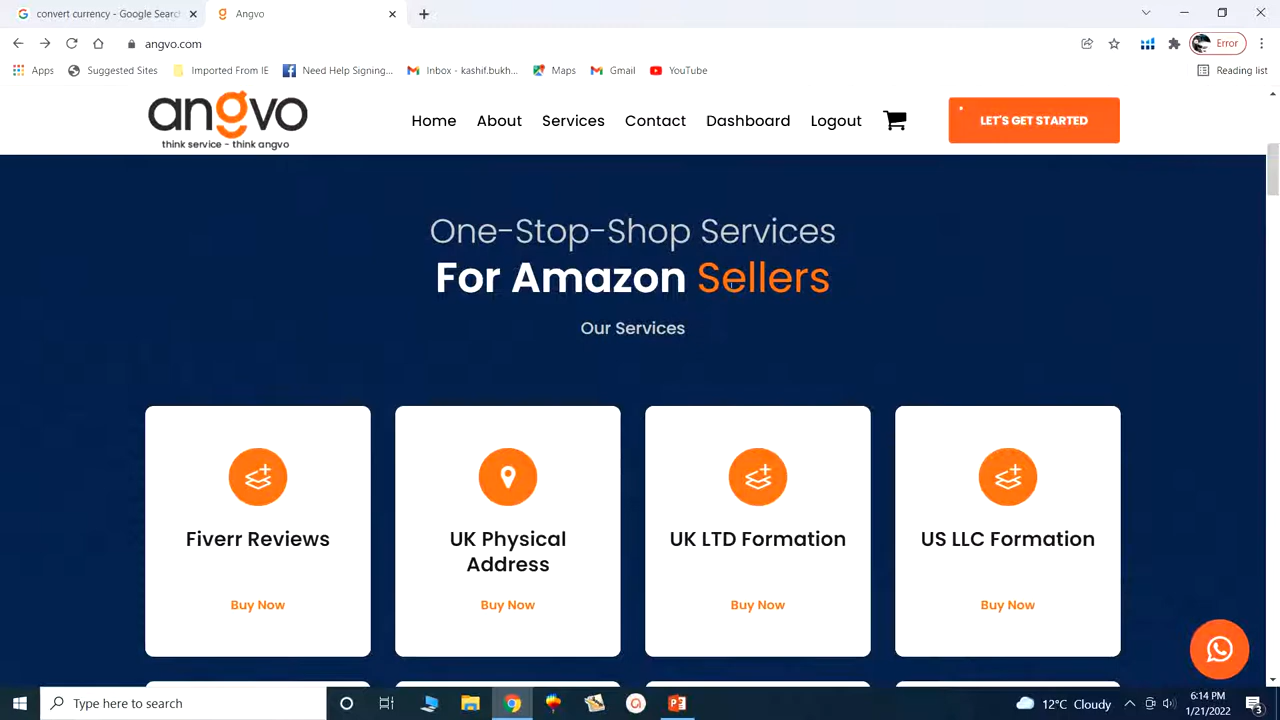 convert currency - Google Searc
Angvo
angvo.com
Error
Apps
Suggested Sites
Imported From IE
Need Help Signing...
Inbox - kashif.bukh...
Maps
Gmail
YouTube
Reading list
angvo
think service - think angvo
Home
About
Services
Contact
Dashboard
Logout
LET'S GET STARTED
One-Stop-Shop Services
For Amazon Sellers
Our Services
Fiverr Reviews
Buy Now
UK Physical
Address
Buy Now
UK LTD Formation
Buy Now
US LLC Formation
Buy Now
Type here to search
12°C Cloudy
6:14 PM
1/21/2022
3